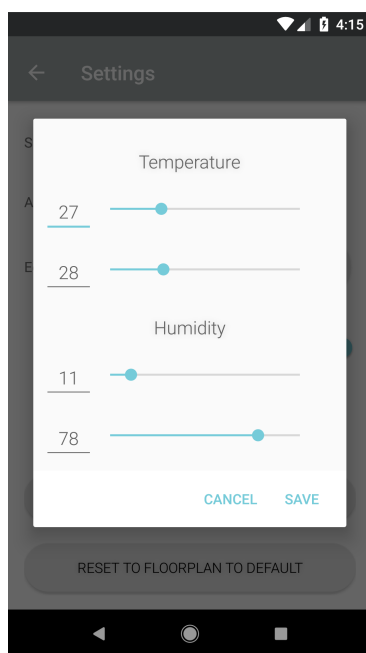 4:15
Settings
S
Temperature
A
27
E
28
Humidity
11
78
CANCEL SAVE
RESET TO FLOORPLAN TO DEFAULT